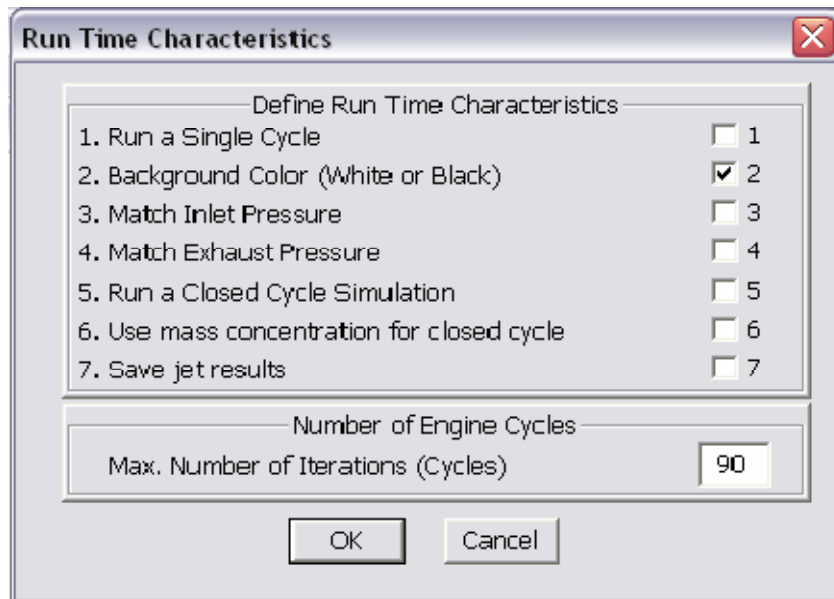 Run Time Characteristics
Define Run Time Characteristics
1. Run a Single Cycle 1
2. Background Color (White or Black) 2
3. Match Inlet Pressure 3
4. Match Exhaust Pressure 4
5. Run a Closed Cycle Simulation 5
6. Use mass concentration for closed cycle 6
7. Save jet results 7
Number of Engine Cycles
Max. Number of Iterations (Cycles) 90
OK Cancel